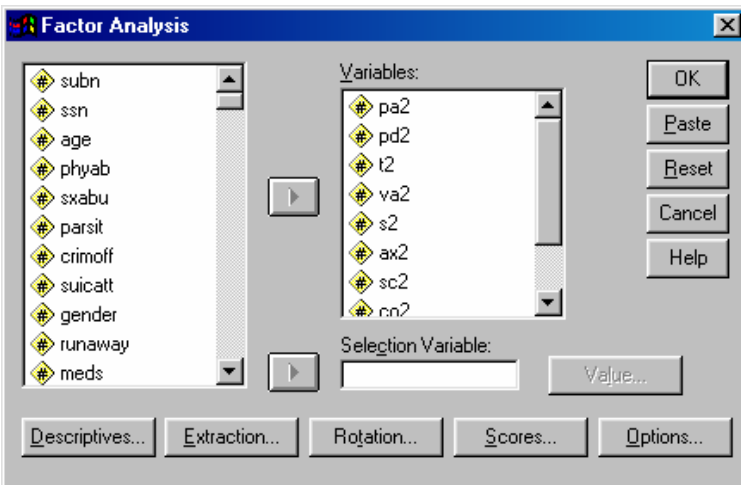 Factor Analysis
subn
ssn
age
phyab
sxabu
parsit
crimoff
suicatt
gender
runaway
meds
Variables:
pa2
pd2
t2
va2
s2
ax2
sc2
co2
Selection Variable:
Value...
OK
Paste
Reset
Cancel
Help
Descriptives...
Extraction...
Rotation...
Scores...
Options...